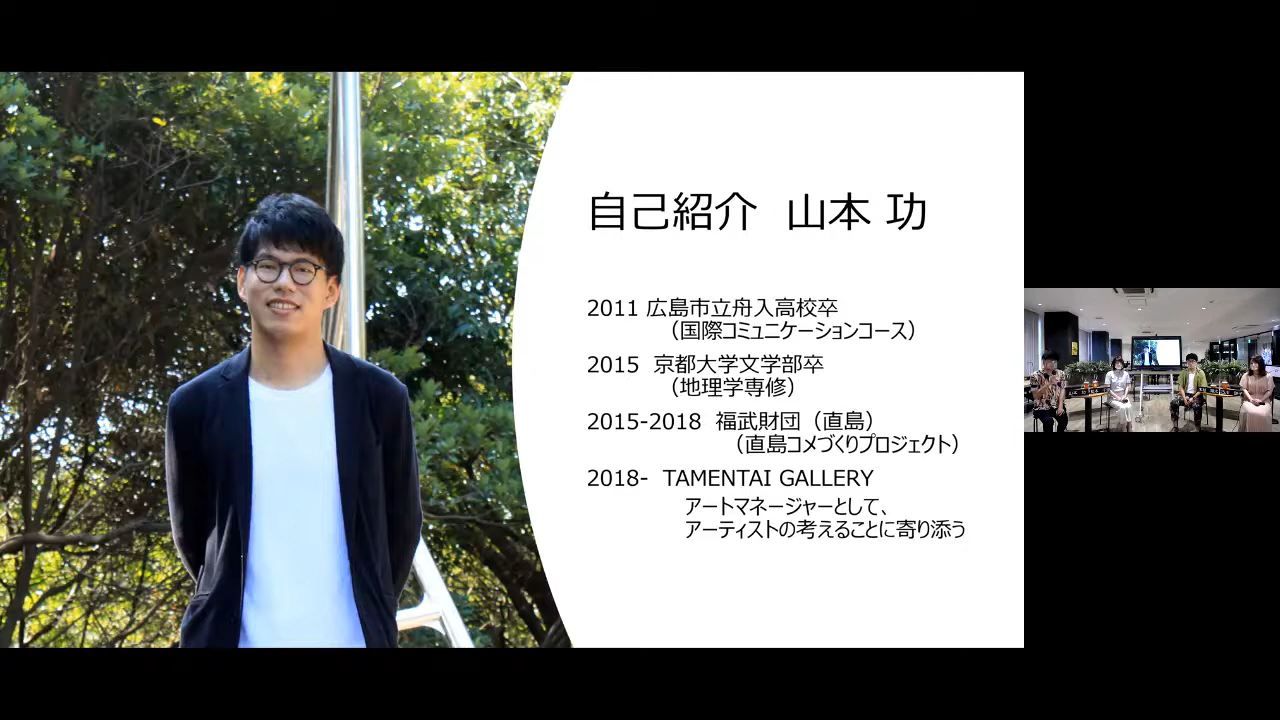 自己紹介 山本 功
2011 広島市立舟入高校卒
（国際コミュニケーションコース）
2015 京都大学文学部卒
（地理学専修）
2015-2018 福武財団（直島）
（直島コメづくりプロジェクト）
2018- TAMENTAI GALLERY
アートマネージャーとして、
アーティストの考えることに寄り添う